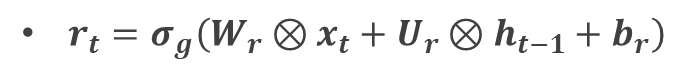 • r_t = σ_g(W_r ⊗ x_t + U_r ⊗ h_{t−1} + b_r)